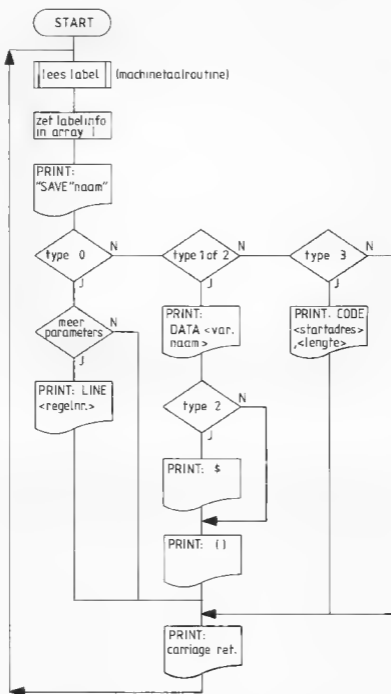 START
lees label (machinetaalroutine)
zet labelinfo
in array l
PRINT:
"SAVE"naam"
type 0
N
J
type 1 of 2
N
J
type 3
N
J
meer
parameters
N
J
PRINT:
DATA <var.
naam>
PRINT. CODE
<startadres>
,<lengte>
PRINT: LINE
<regelnr.>
type 2
N
J
PRINT: $
PRINT: ()
PRINT:
carriage ret.